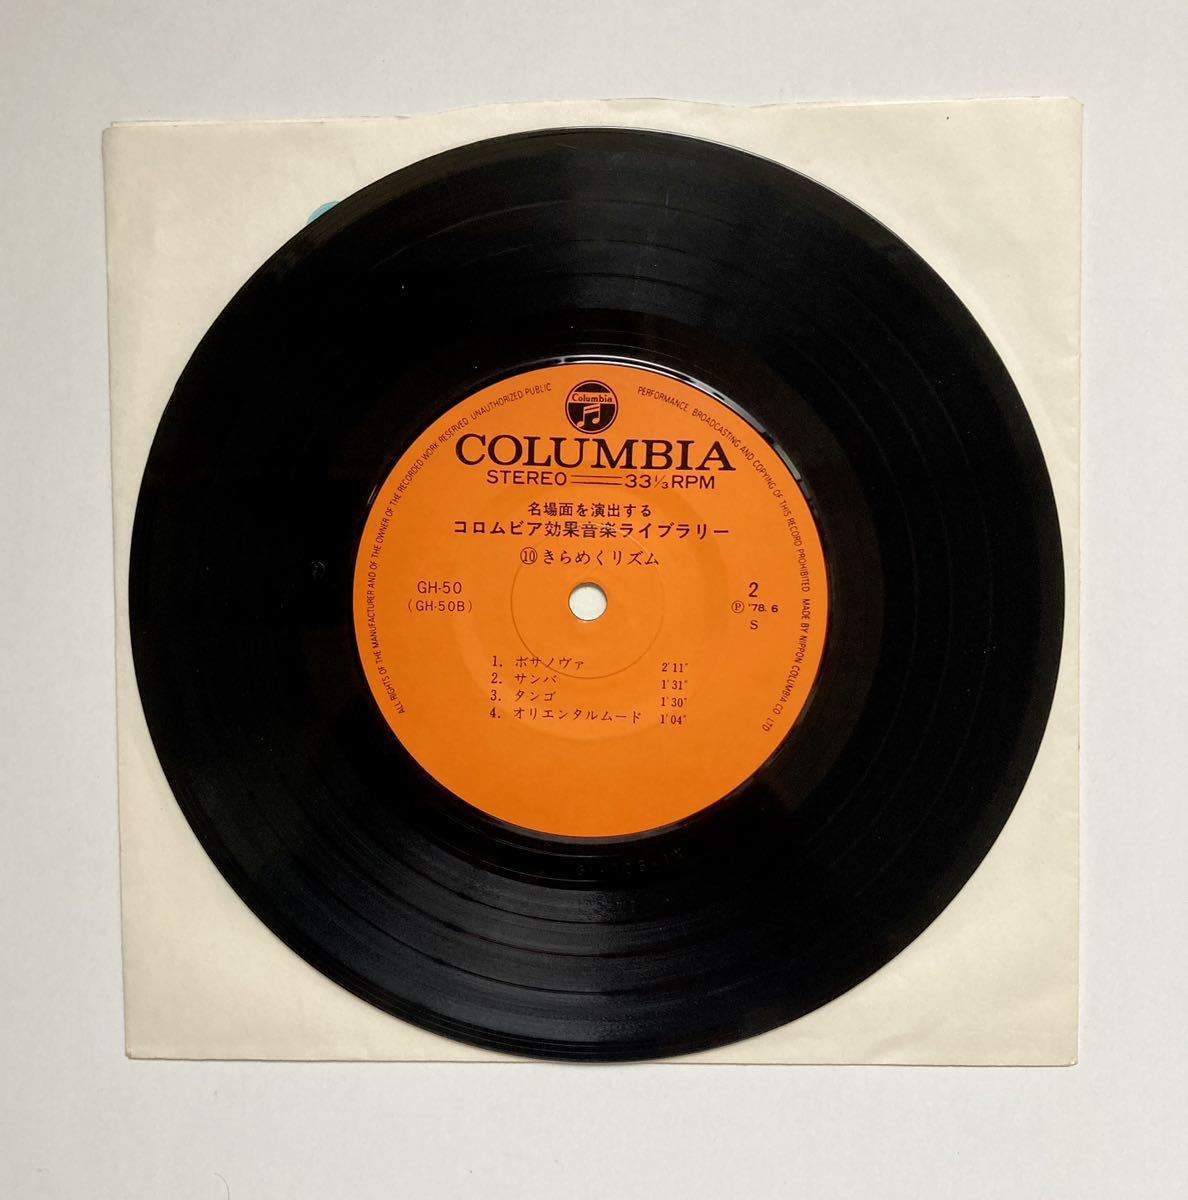 Columbia
COLUMBIA
STEREO 33⅓RPM
名場面を演出する
コロムビア効果音楽ライブラリー
⑩きらめくリズム
GH-50
(GH-50B)
2
Ⓟ '78.6
S
1. ボサノヴァ 2'11"
2. サンバ 1'31"
3. タンゴ 1'30"
4. オリエンタルムード 1'04"
ALL RIGHTS OF THE MANUFACTURER AND OF THE OWNER OF THE RECORDED WORK RESERVED. UNAUTHORIZED PUBLIC PERFORMANCE, BROADCASTING AND COPYING OF THIS RECORD PROHIBITED MADE BY NIPPON COLUMBIA CO. LTD